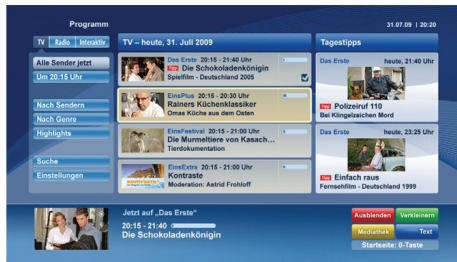 Programm
31.07.09 | 20:20
TV Radio Interaktiv
Alle Sender jetzt
Um 20:15 Uhr
Nach Sendern
Nach Genre
Highlights
Suche
Einstellungen
TV – heute, 31. Juli 2009
Das Erste 20:15 - 21:40 Uhr
Tipp Die Schokoladenkönigin
Spielfilm - Deutschland 2005
EinsPlus 20:15 - 20:30 Uhr
Rainers Küchenklassiker
Omas Küche aus dem Osten
EinsFestival 20:15 - 21:00 Uhr
Die Murmeltiere von Kasach...
Tierdokumentation
EinsExtra 20:15 - 21:00 Uhr
Kontraste
Moderation: Astrid Frohloff
Tagestipps
Das Erste heute, 21:40 Uhr
Tipp Polizeiruf 110
Bei Klingelzeichen Mord
Das Erste heute, 23:25 Uhr
Tipp Einfach raus
Fernsehfilm - Deutschland 1999
Jetzt auf „Das Erste“
20:15 - 21:40
Die Schokoladenkönigin
Ausblenden Verkleinern
Mediathek Text
Startseite: 0-Taste